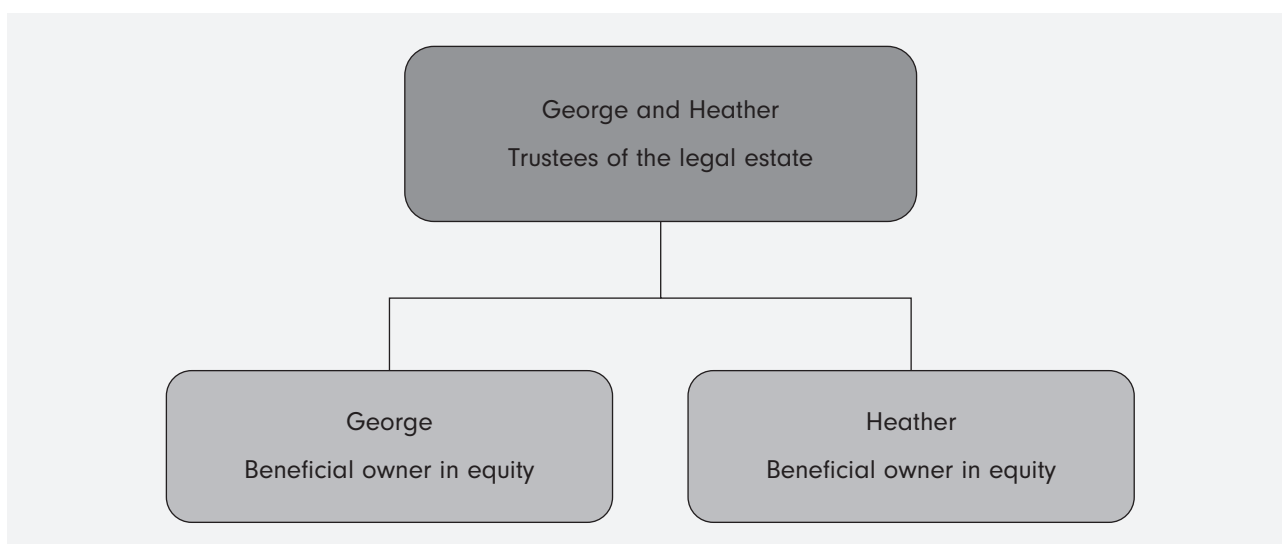 George and Heather
Trustees of the legal estate
George
Beneficial owner in equity
Heather
Beneficial owner in equity